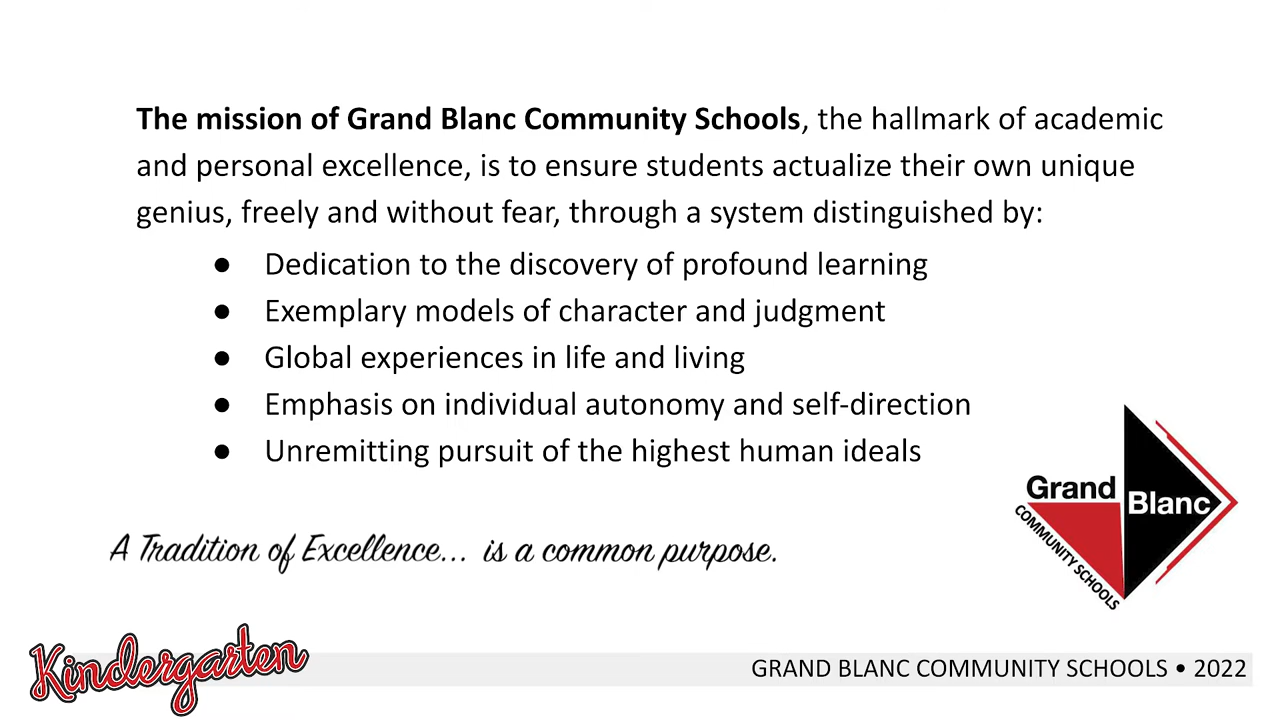 The mission of Grand Blanc Community Schools, the hallmark of academic
and personal excellence, is to ensure students actualize their own unique
genius, freely and without fear, through a system distinguished by:
● Dedication to the discovery of profound learning
● Exemplary models of character and judgment
● Global experiences in life and living
● Emphasis on individual autonomy and self-direction
● Unremitting pursuit of the highest human ideals
Grand Blanc
COMMUNITY SCHOOLS
A Tradition of Excellence... is a common purpose.
Kindergarten
GRAND BLANC COMMUNITY SCHOOLS • 2022